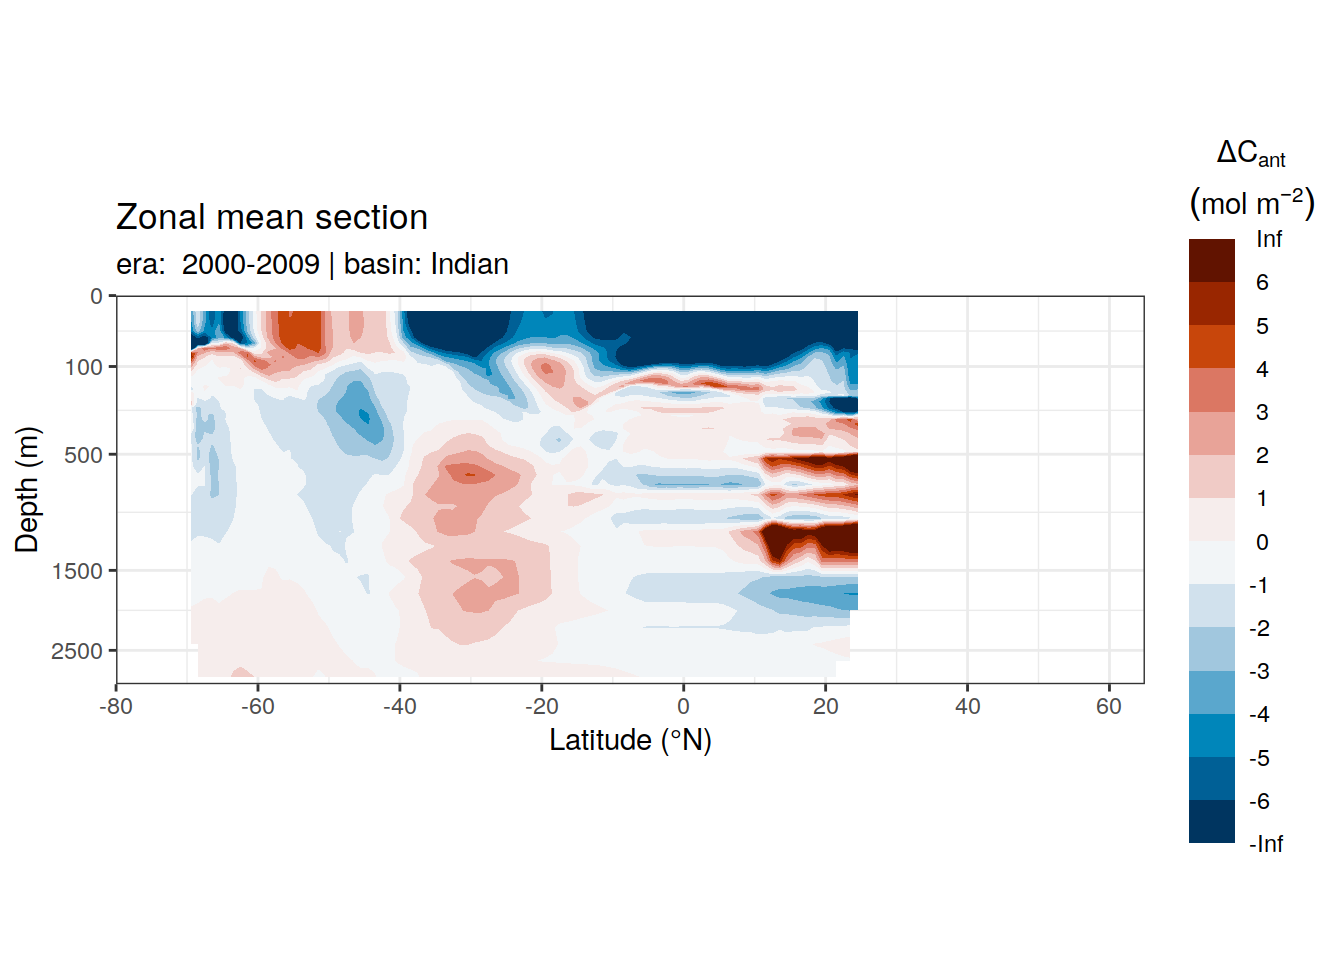 ΔCant
(mol m−2)
Zonal mean section
era:  2000-2009 | basin: Indian
Inf
6
5
4
3
2
1
0
-1
-2
-3
-4
-5
-6
-Inf
Depth (m)
0
100
500
1500
2500
-80 -60 -40 -20 0 20 40 60
Latitude (°N)